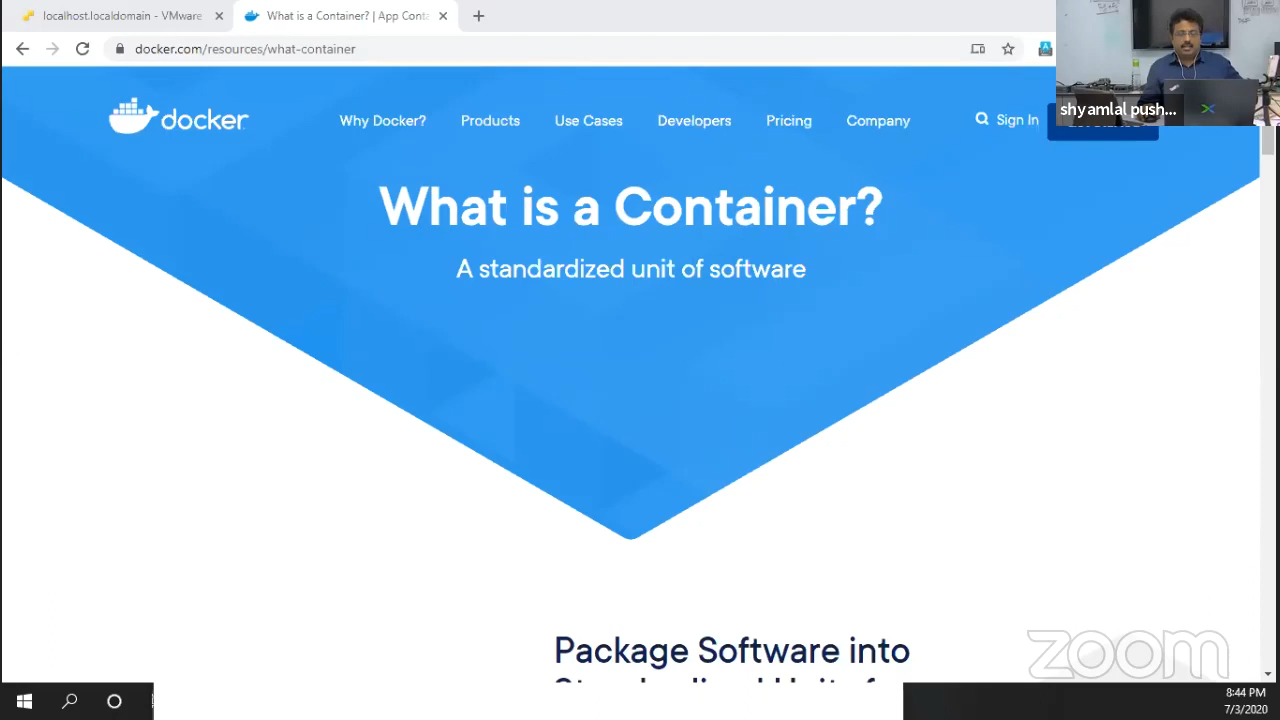 localhost.localdomain - VMware
What is a Container? | App Conta
docker.com/resources/what-container
shyamlal push...
docker
Why Docker?
Products
Use Cases
Developers
Pricing
Company
Sign In
What is a Container?
A standardized unit of software
Package Software into
zoom
8:44 PM
7/3/2020